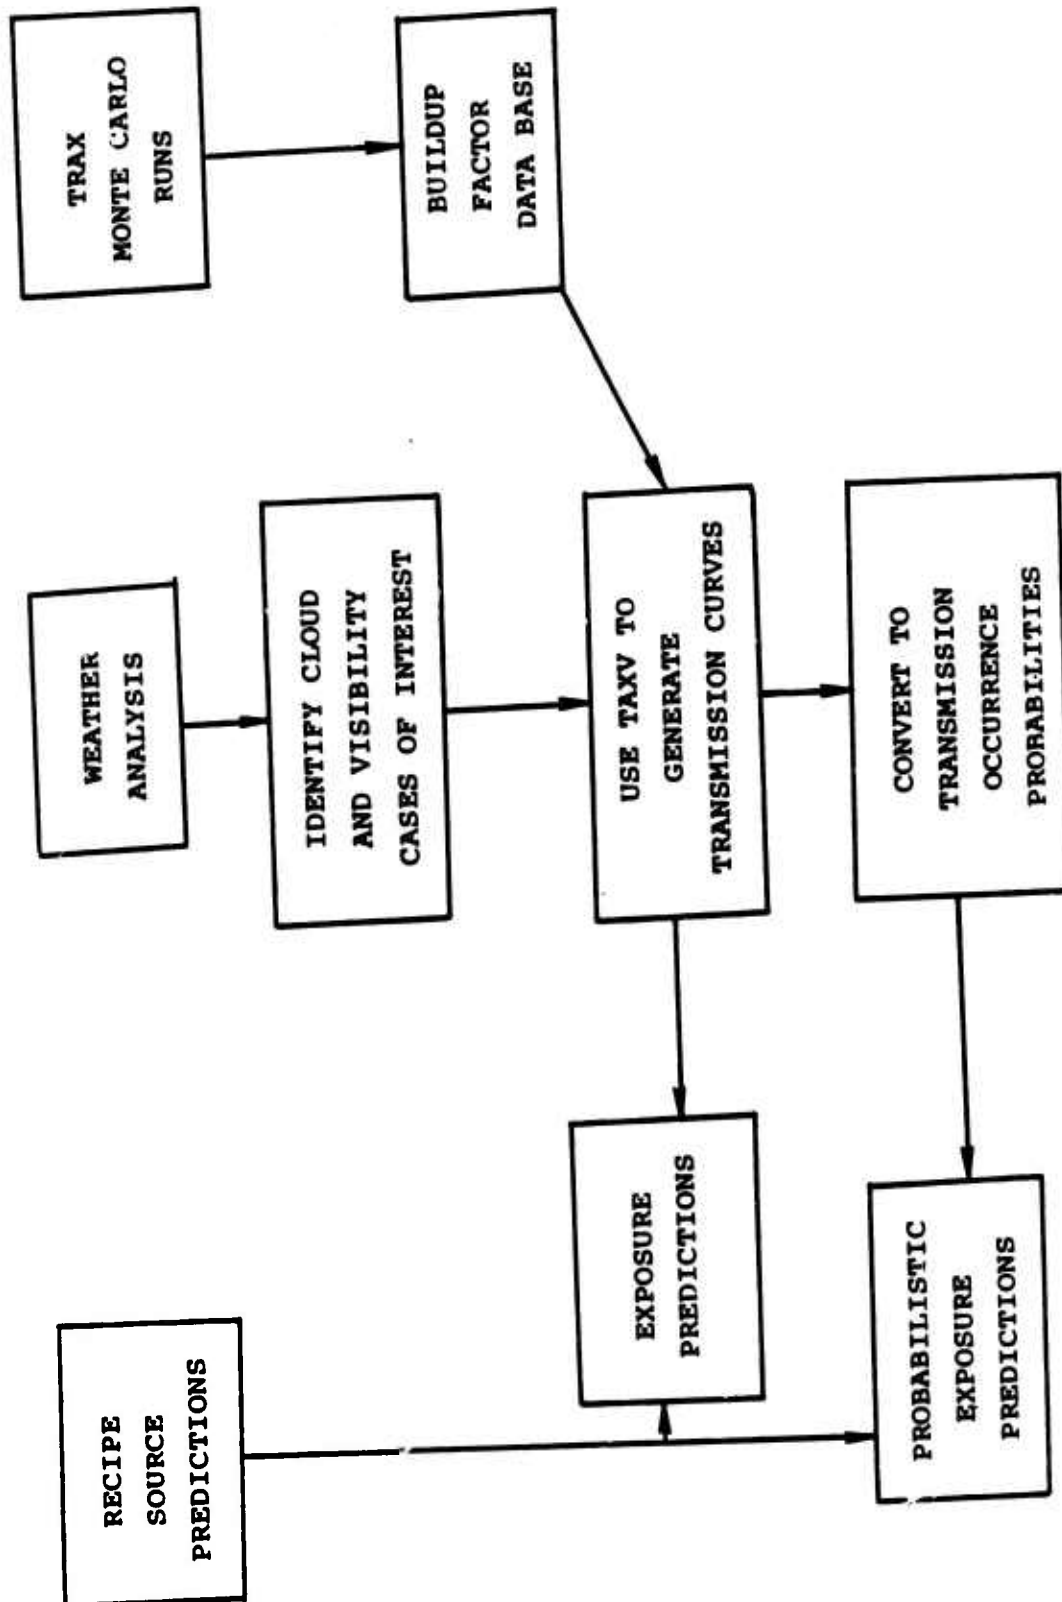 RECIPE
SOURCE
PREDICTIONS
WEATHER
ANALYSIS
TRAX
MONTE CARLO
RUNS
IDENTIFY CLOUD
AND VISIBILITY
CASES OF INTEREST
BUILDUP
FACTOR
DATA BASE
EXPOSURE
PREDICTIONS
USE TAXV TO
GENERATE
TRANSMISSION CURVES
PROBABILISTIC
EXPOSURE
PREDICTIONS
CONVERT TO
TRANSMISSION
OCCURRENCE
PROBABILITIES